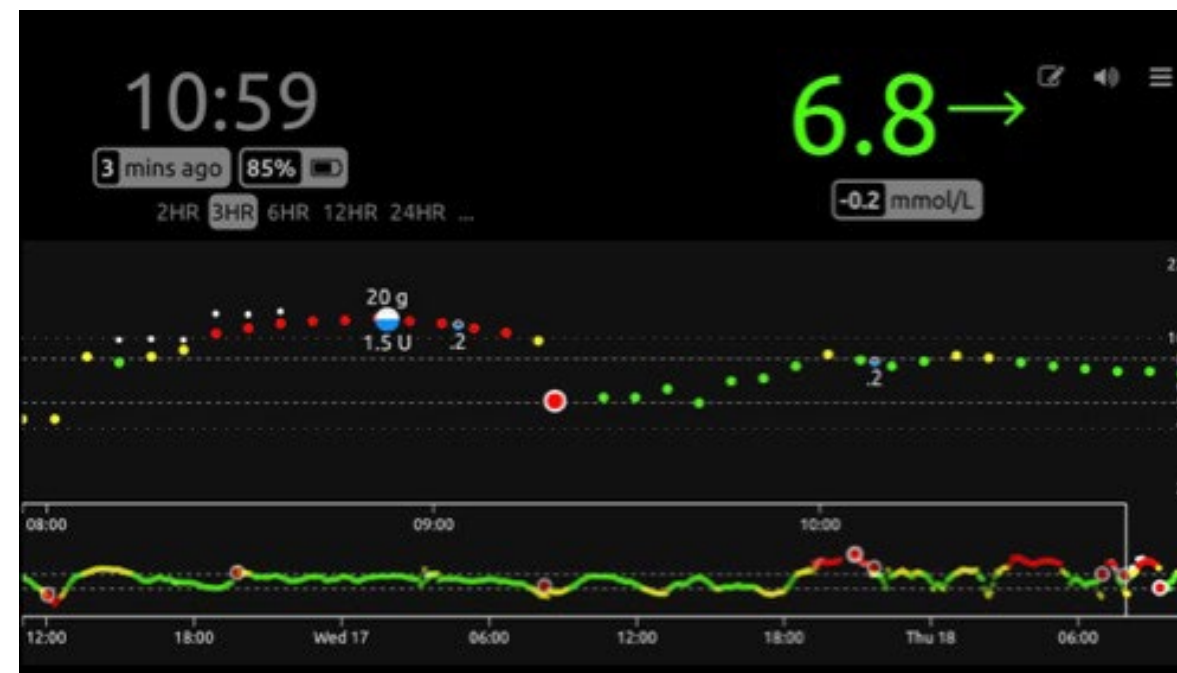 10:59
3 mins ago 85%
2HR 3HR 6HR 12HR 24HR ...
6.8→
-0.2 mmol/L
20 g
1.5 U
.2
.2
08:00 09:00 10:00
12:00 18:00 Wed 17 06:00 12:00 18:00 Thu 18 06:00